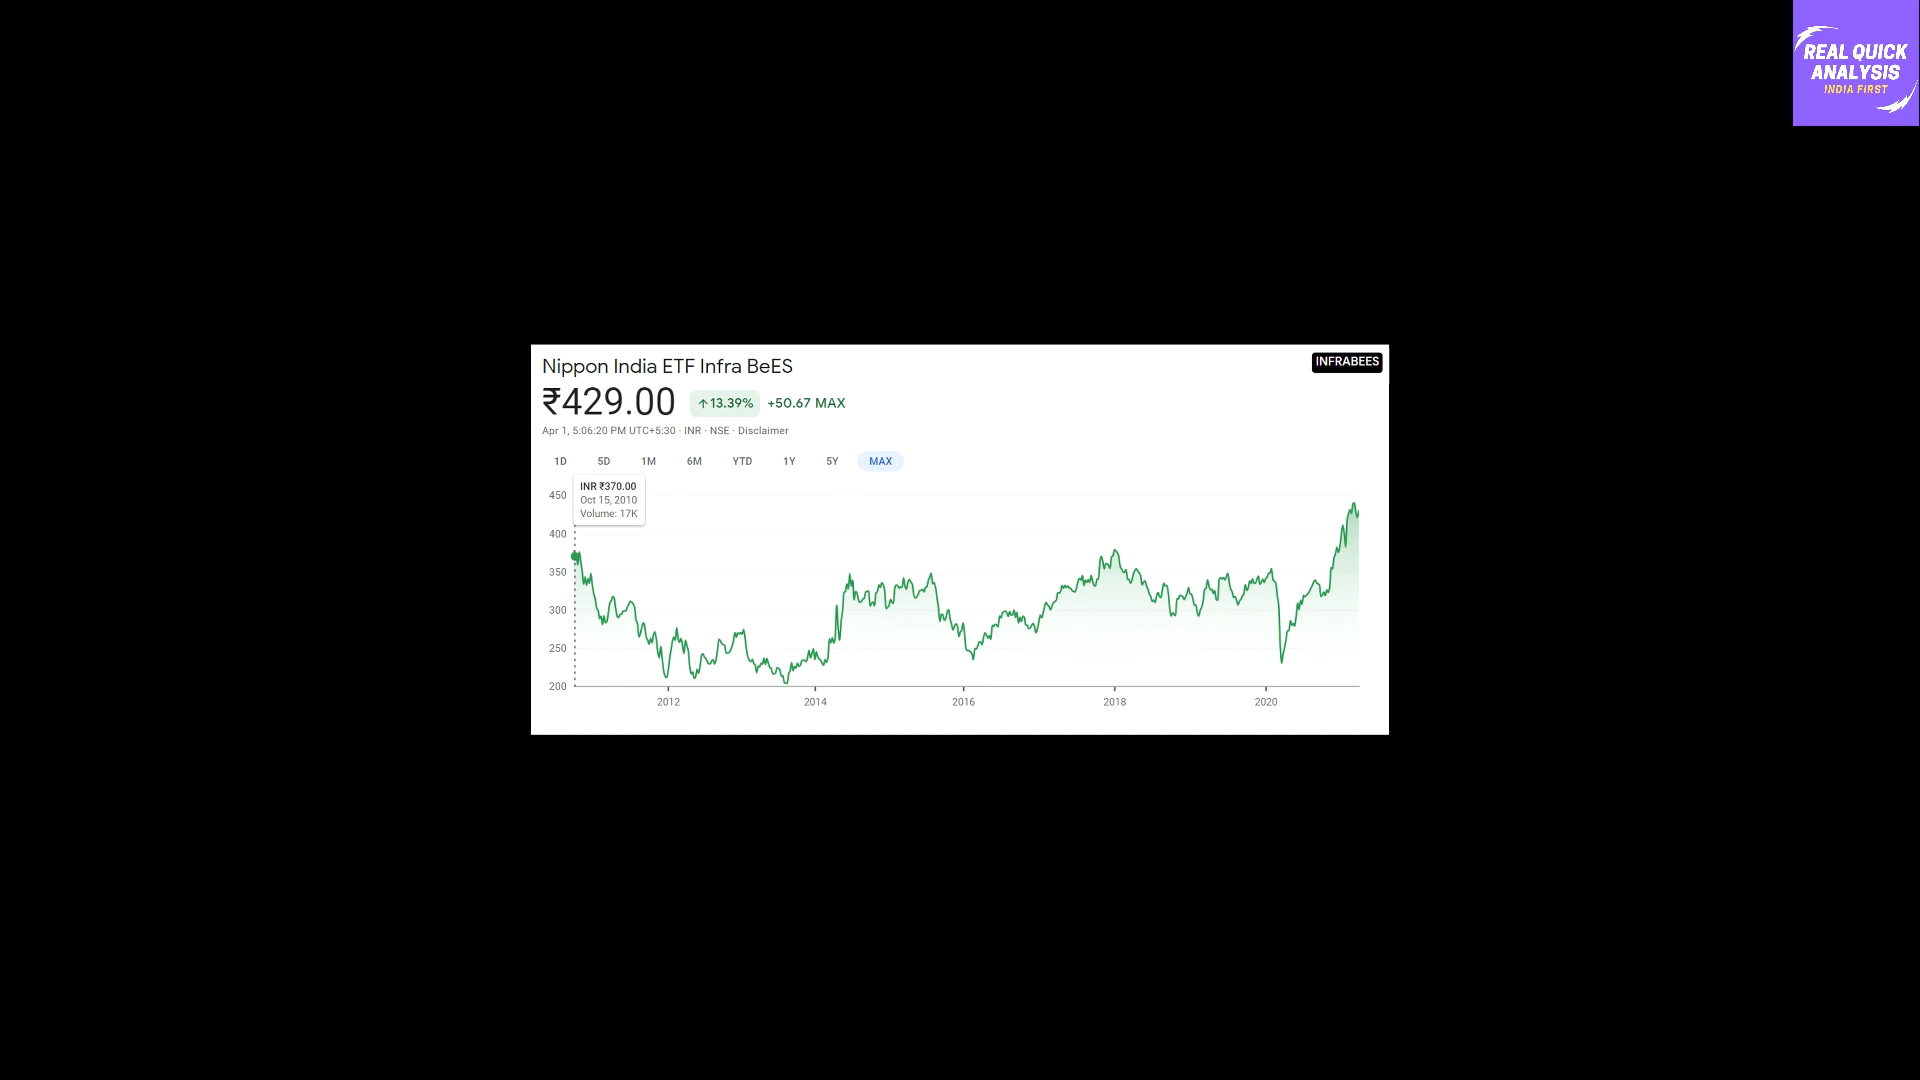 REAL QUICK
ANALYSIS
INDIA FIRST
Nippon India ETF Infra BeES
INFRABEES
₹429.00 ↑13.39% +50.67 MAX
Apr 1, 5:06:20 PM UTC+5:30 · INR · NSE · Disclaimer
1D 5D 1M 6M YTD 1Y 5Y MAX
INR ₹370.00
Oct 15, 2010
Volume: 17K
450
400
350
300
250
200
2012 2014 2016 2018 2020